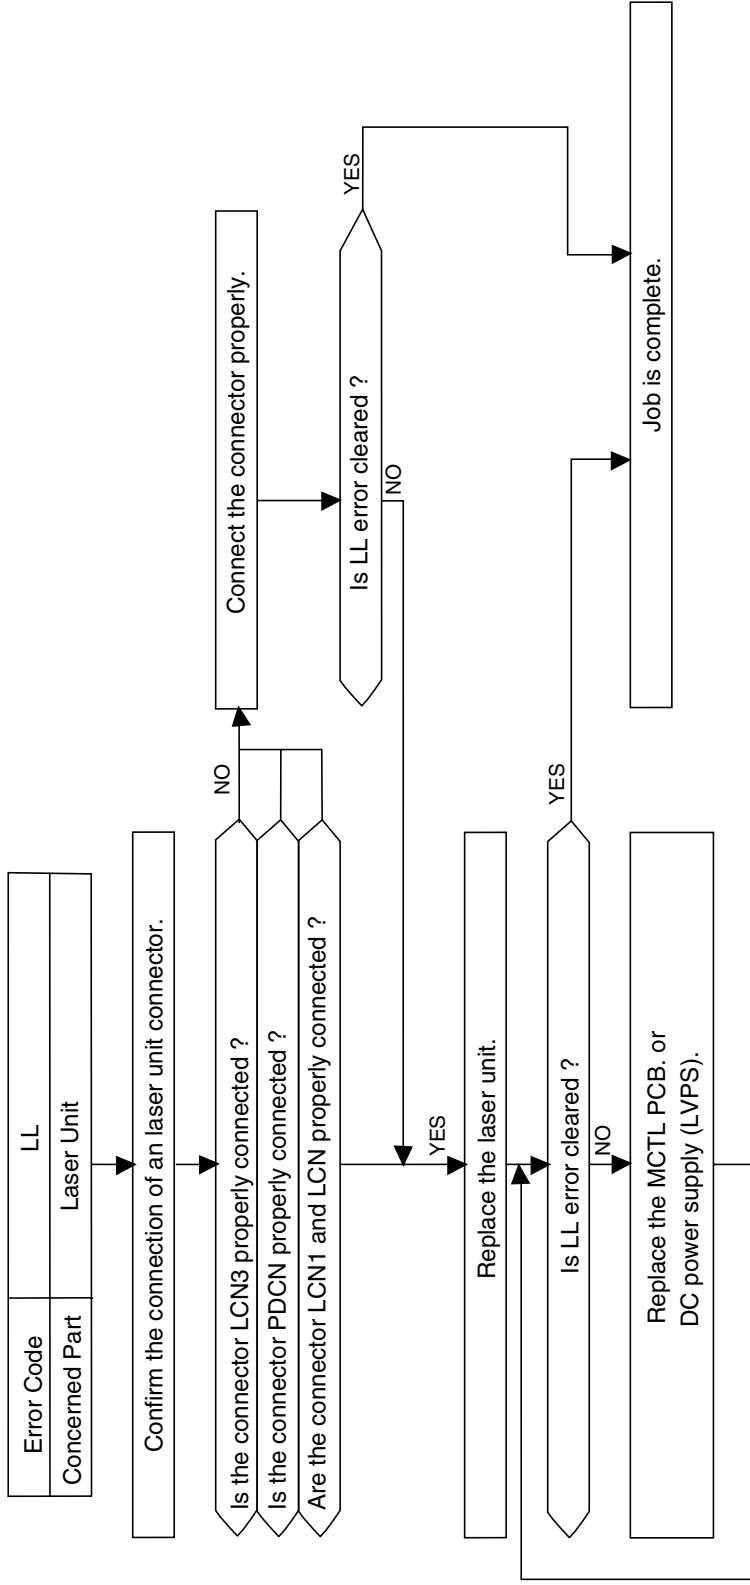 Error Code LL
Concerned Part Laser Unit
Confirm the connection of an laser unit connector.
Is the connector LCN3 properly connected ?
NO
Connect the connector properly.
Is the connector PDCN properly connected ?
Are the connector LCN1 and LCN properly connected ?
Is LL error cleared ?
YES
NO
YES
Replace the laser unit.
Is LL error cleared ?
YES
NO
Replace the MCTL PCB. or
DC power supply (LVPS).
Job is complete.